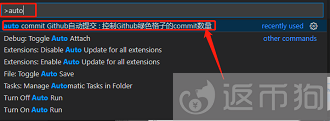 >auto
auto commit Github自动提交 : 控制Github绿色格子的commit数量 recently used
Debug: Toggle Auto Attach other commands
Extensions: Disable Auto Update for all extensions
Extensions: Enable Auto Update for all extensions
File: Toggle Auto Save
Tasks: Manage Automatic Tasks in Folder
Turn Off Auto Run
Turn On Auto Run
返币狗